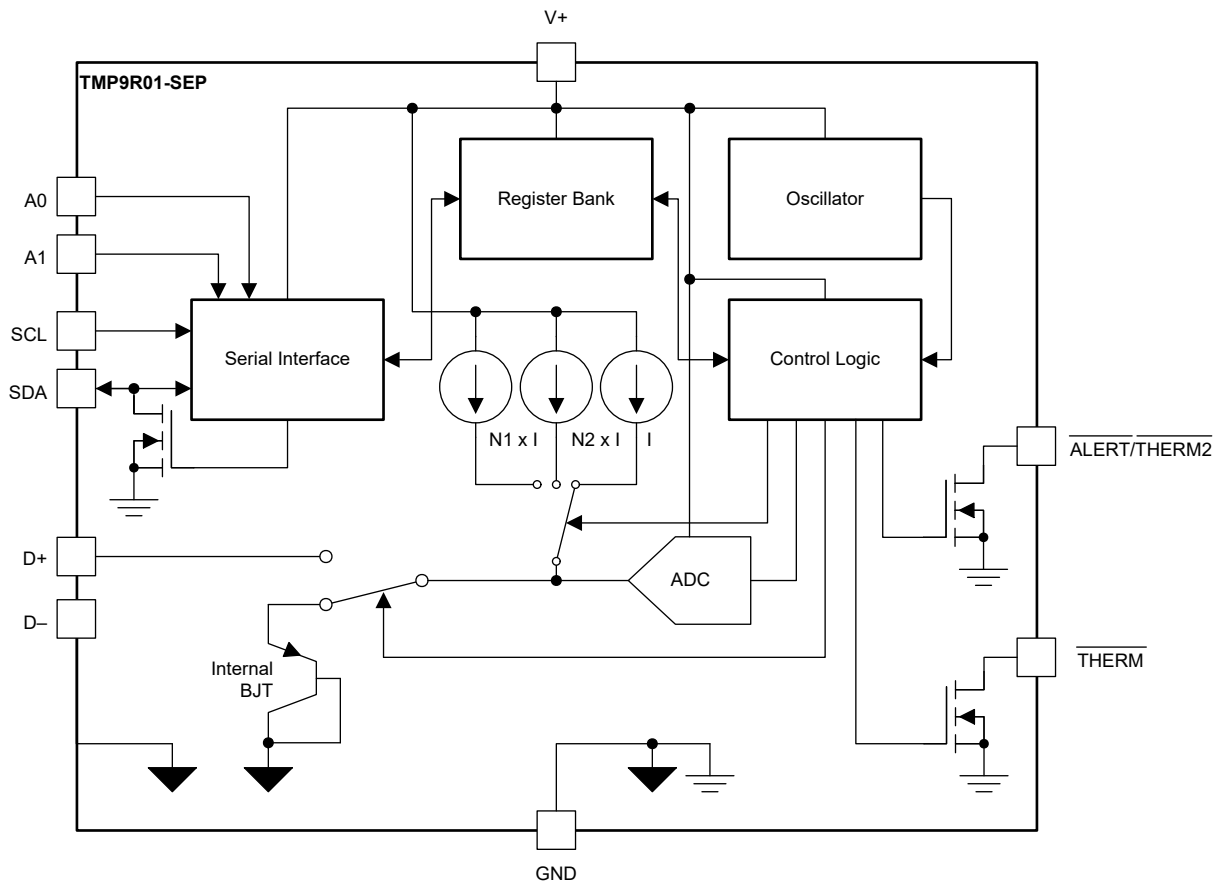 V+
TMP9R01-SEP
A0
A1
SCL
SDA
D+
D–
Register Bank
Oscillator
Serial Interface
Control Logic
N1 x I
N2 x I
I
ALERT/THERM2
ADC
Internal
BJT
THERM
GND